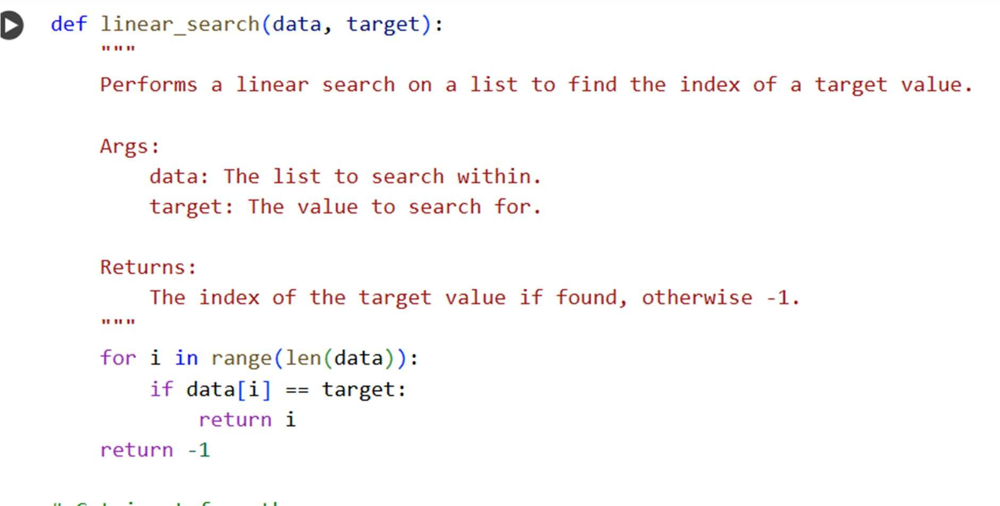 def linear_search(data, target):
"""
Performs a linear search on a list to find the index of a target value.
Args:
data: The list to search within.
target: The value to search for.
Returns:
The index of the target value if found, otherwise -1.
"""
for i in range(len(data)):
if data[i] == target:
return i
return -1